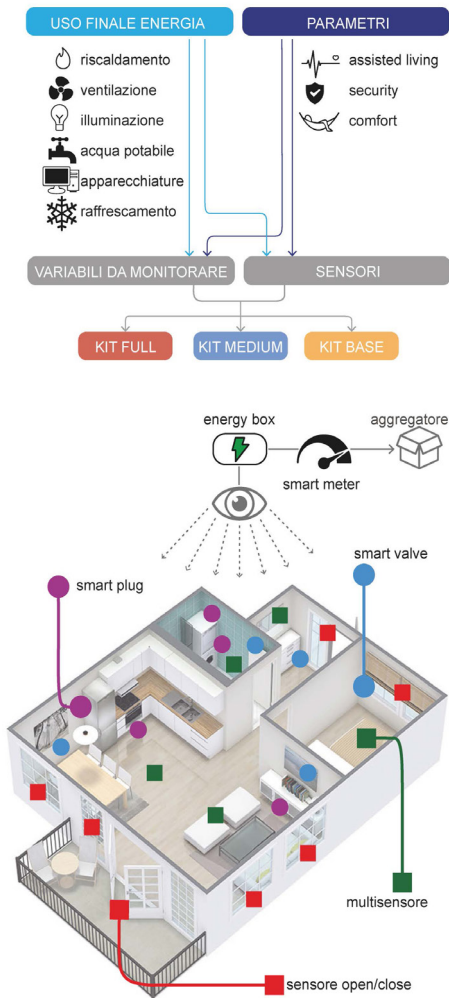 USO FINALE ENERGIA
PARAMETRI
riscaldamento
ventilazione
illuminazione
acqua potabile
apparecchiature
raffrescamento
assisted living
security
comfort
VARIABILI DA MONITORARE
SENSORI
KIT FULL
KIT MEDIUM
KIT BASE
energy box
aggregatore
smart meter
smart plug
smart valve
multisensore
sensore open/close